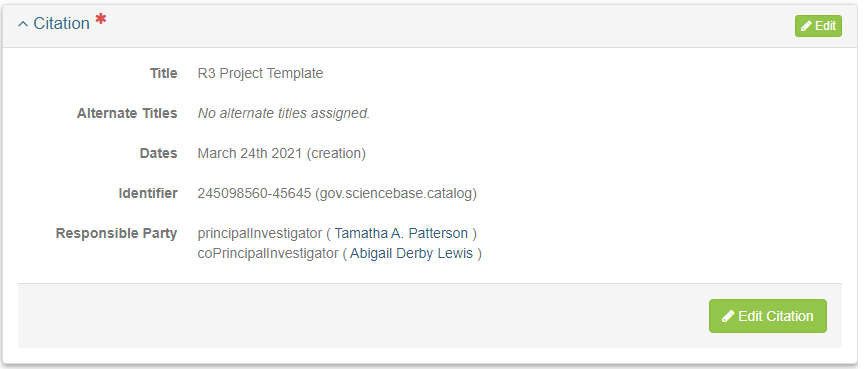 Citation *
Edit
Title R3 Project Template
Alternate Titles No alternate titles assigned.
Dates March 24th 2021 (creation)
Identifier 245098560-45645 (gov.sciencebase.catalog)
Responsible Party principalInvestigator ( Tamatha A. Patterson )
coPrincipalInvestigator ( Abigail Derby Lewis )
Edit Citation